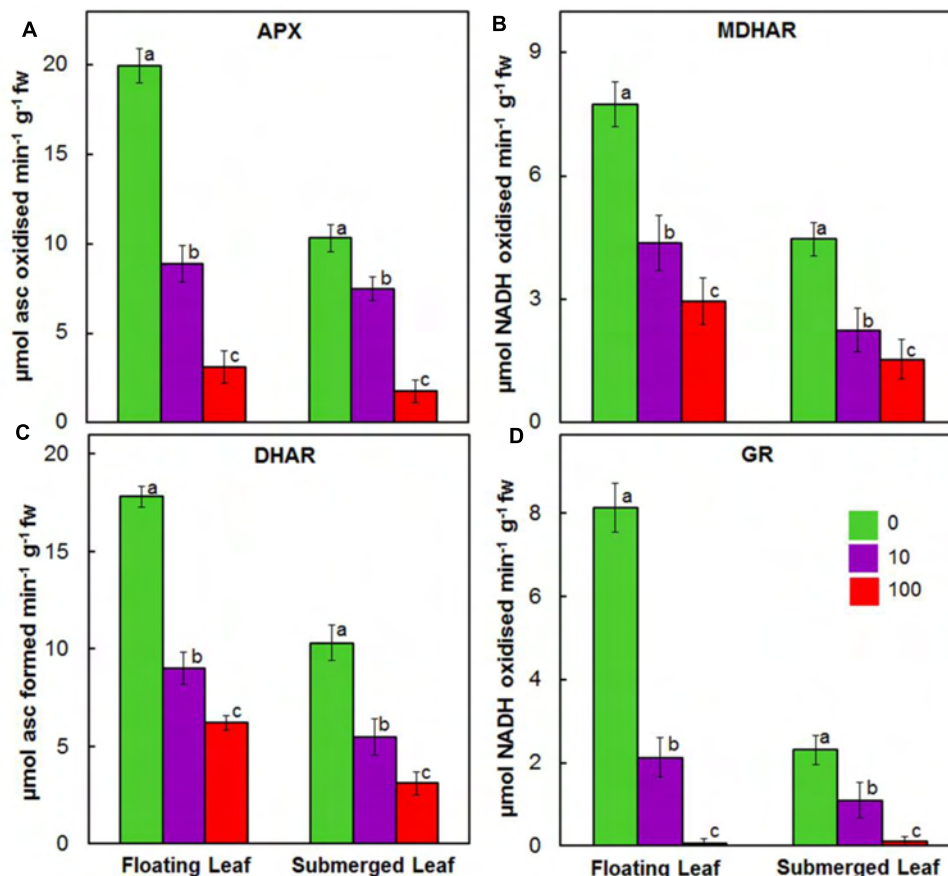 A
APX
µmol asc oxidised min⁻¹ g⁻¹ fw
20
15
10
5
0
a
b
c
a
b
c
B
MDHAR
µmol NADH oxidised min⁻¹ g⁻¹ fw
9
6
3
0
a
b
c
a
b
c
C
DHAR
µmol asc formed min⁻¹ g⁻¹ fw
20
15
10
5
0
a
b
c
a
b
c
Floating Leaf
Submerged Leaf
D
GR
µmol NADH oxidised min⁻¹ g⁻¹ fw
8
6
4
2
0
a
b
c
a
b
c
0
10
100
Floating Leaf
Submerged Leaf